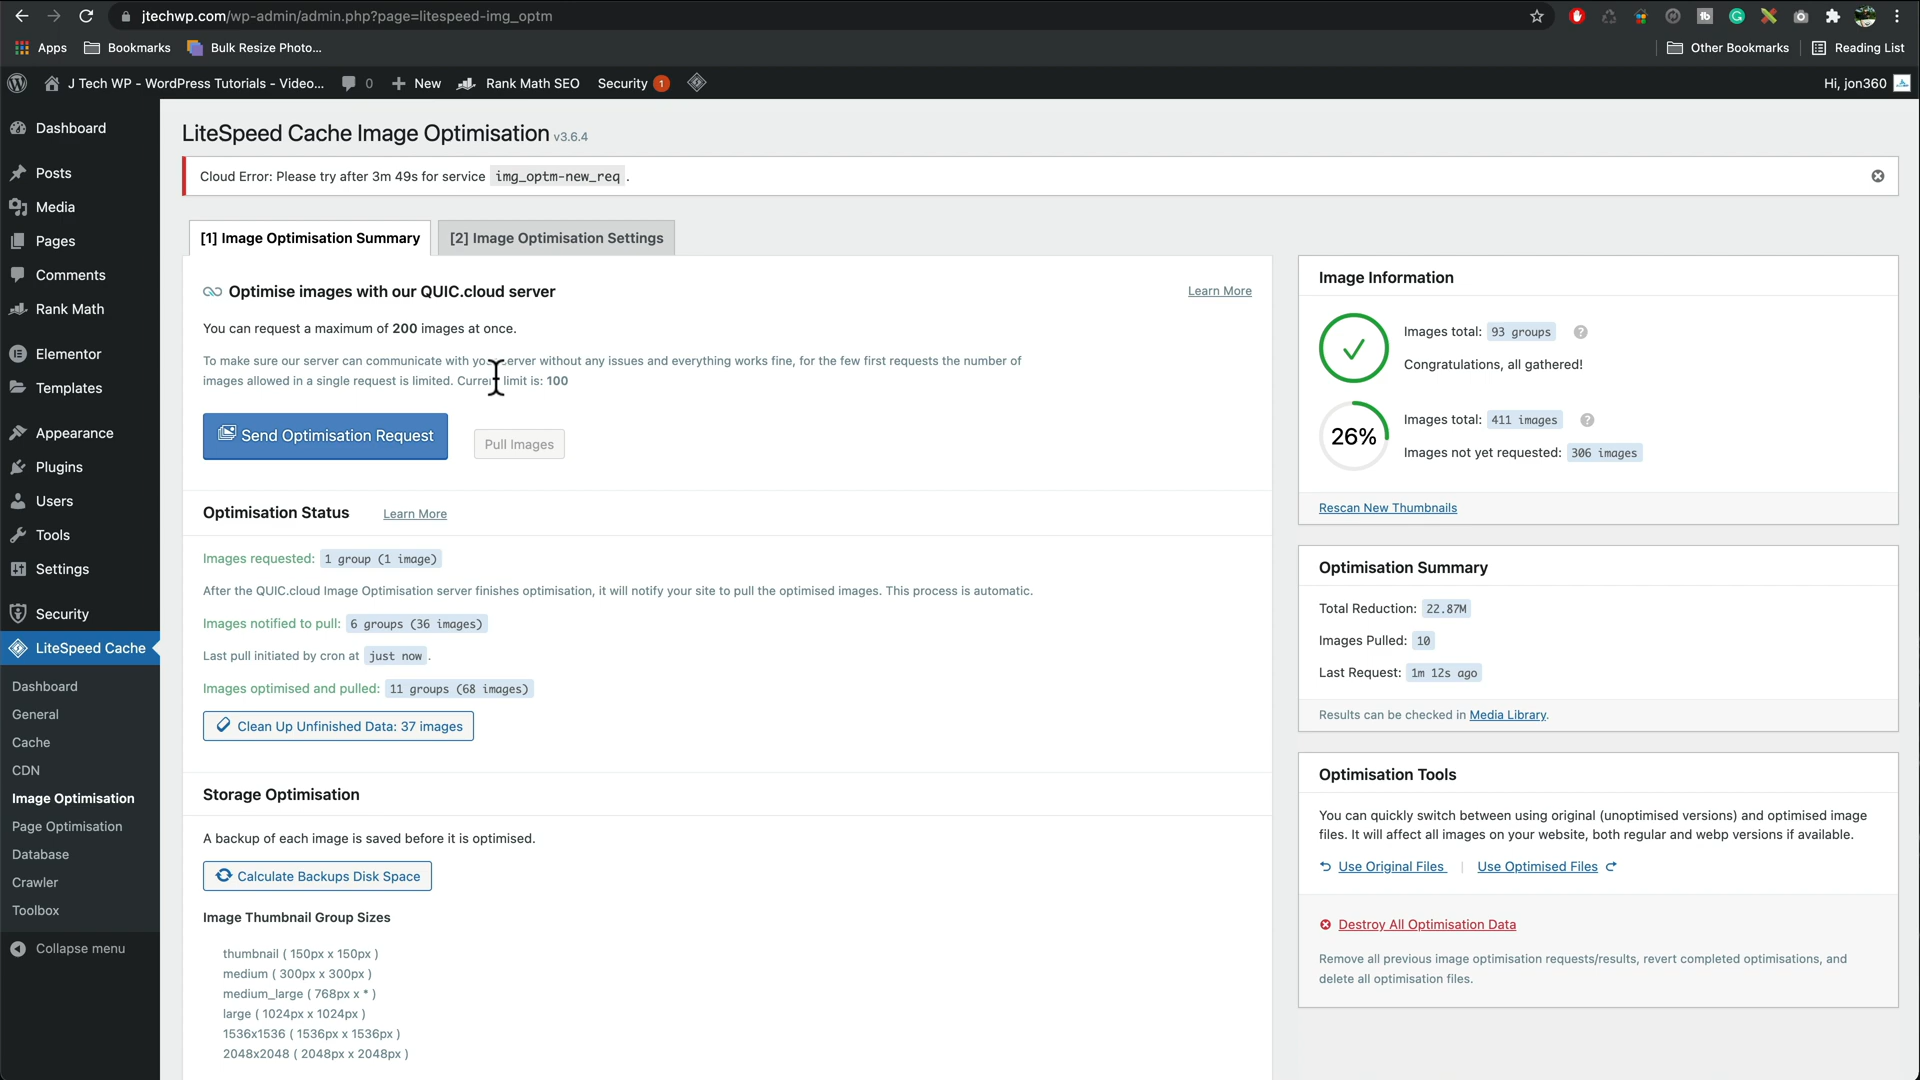 jtechwp.com/wp-admin/admin.php?page=litespeed-img_optm
Apps
Bookmarks
Bulk Resize Photo...
Other Bookmarks
Reading List
J Tech WP - WordPress Tutorials - Video...
0
New
Rank Math SEO
Security 1
Hi, jon360
Dashboard
Posts
Media
Pages
Comments
Rank Math
Elementor
Templates
Appearance
Plugins
Users
Tools
Settings
Security
LiteSpeed Cache
Dashboard
General
Cache
CDN
Image Optimisation
Page Optimisation
Database
Crawler
Toolbox
Collapse menu
LiteSpeed Cache Image Optimisation v3.6.4
Cloud Error: Please try after 3m 49s for service img_optm-new_req .
[1] Image Optimisation Summary
[2] Image Optimisation Settings
Optimise images with our QUIC.cloud server
Learn More
You can request a maximum of 200 images at once.
To make sure our server can communicate with server without any issues and everything works fine, for the few first requests the number of
images allowed in a single request is limited. Current limit is: 100
Send Optimisation Request
Pull Images
Optimisation Status
Learn More
Images requested: 1 group (1 image)
After the QUIC.cloud Image Optimisation server finishes optimisation, it will notify your site to pull the optimised images. This process is automatic.
Images notified to pull: 6 groups (36 images)
Last pull initiated by cron at just now .
Images optimised and pulled: 11 groups (68 images)
Clean Up Unfinished Data: 37 images
Storage Optimisation
A backup of each image is saved before it is optimised.
Calculate Backups Disk Space
Image Thumbnail Group Sizes
thumbnail ( 150px x 150px )
medium ( 300px x 300px )
medium_large ( 768px x * )
large ( 1024px x 1024px )
1536x1536 ( 1536px x 1536px )
2048x2048 ( 2048px x 2048px )
Image Information
Images total: 93 groups
Congratulations, all gathered!
26%
Images total: 411 images
Images not yet requested: 306 images
Rescan New Thumbnails
Optimisation Summary
Total Reduction: 22.87M
Images Pulled: 10
Last Request: 1m 12s ago
Results can be checked in Media Library.
Optimisation Tools
You can quickly switch between using original (unoptimised versions) and optimised image
files. It will affect all images on your website, both regular and webp versions if available.
Use Original Files | Use Optimised Files
Destroy All Optimisation Data
Remove all previous image optimisation requests/results, revert completed optimisations, and
delete all optimisation files.